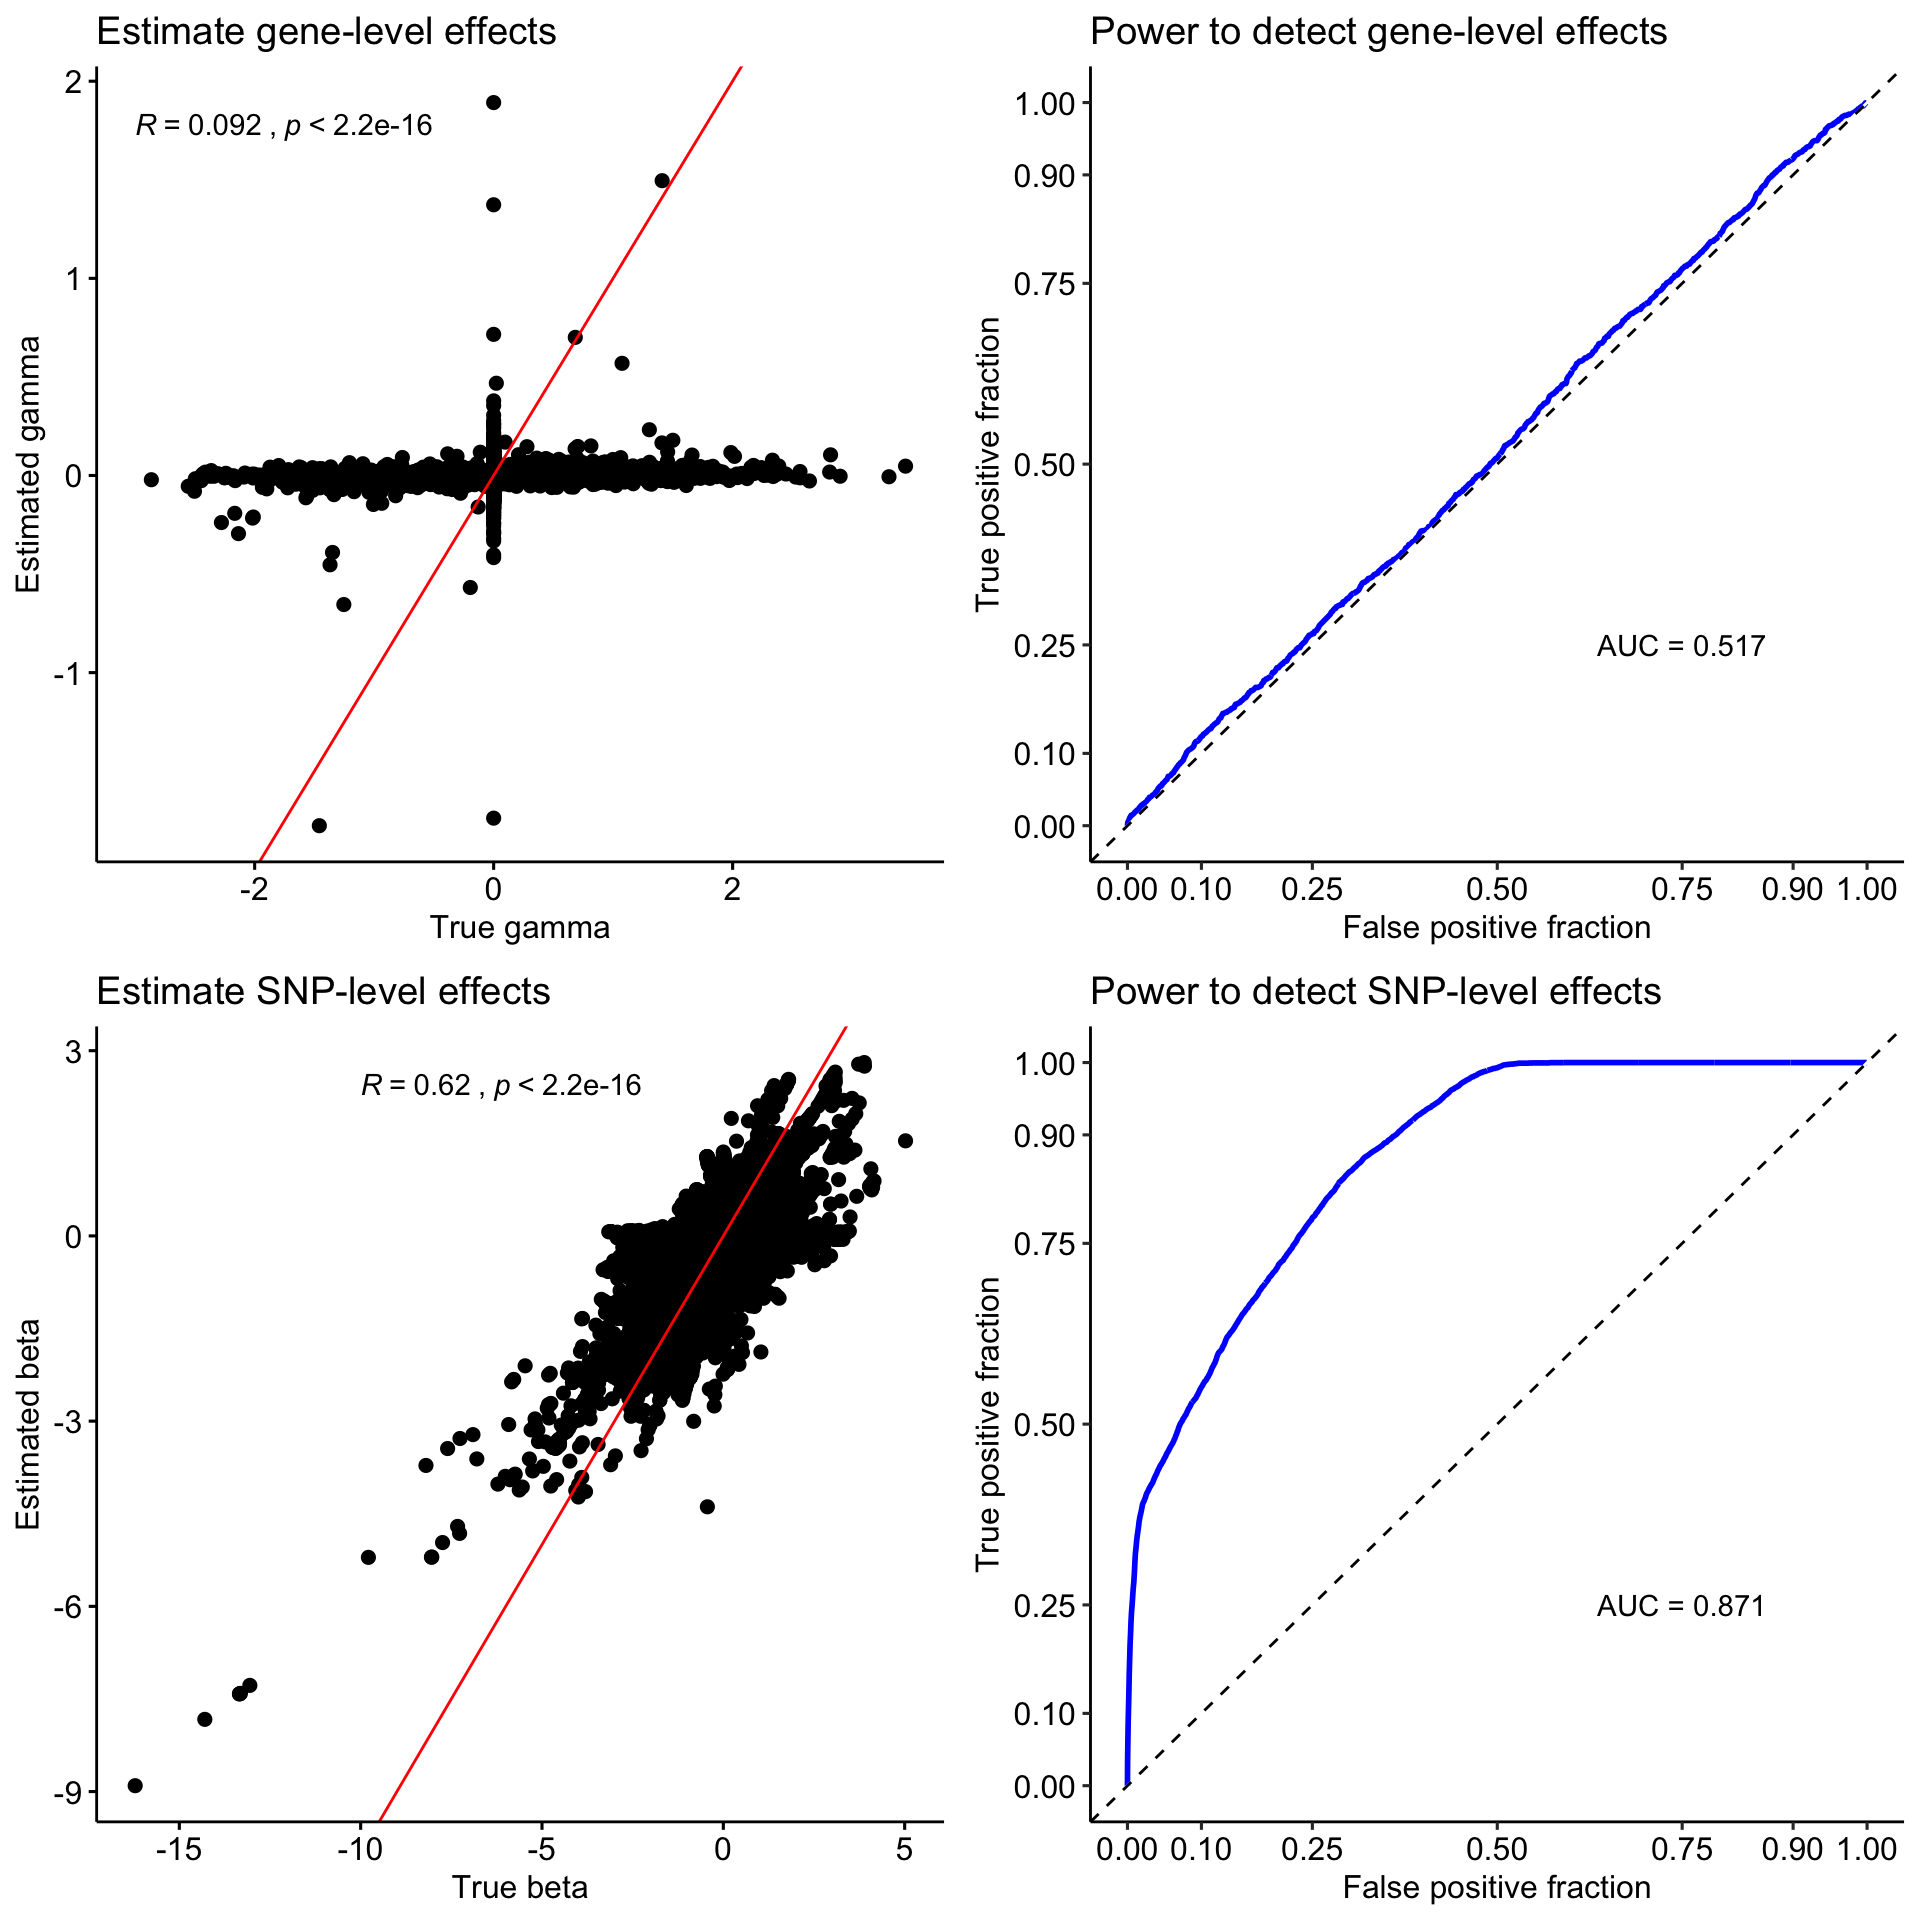 Estimate gene-level effects
R = 0.092 , p < 2.2e-16
2
1
0
-1
Estimated gamma
-2
0
2
True gamma
Power to detect gene-level effects
1.00
0.90
0.75
0.50
0.25
0.10
0.00
True positive fraction
AUC = 0.517
0.00 0.10 0.25 0.50 0.75 0.90 1.00
False positive fraction
Estimate SNP-level effects
R = 0.62 , p < 2.2e-16
3
0
-3
-6
-9
Estimated beta
-15
-10
-5
0
5
True beta
Power to detect SNP-level effects
1.00
0.90
0.75
0.50
0.25
0.10
0.00
True positive fraction
AUC = 0.871
0.00 0.10 0.25 0.50 0.75 0.90 1.00
False positive fraction